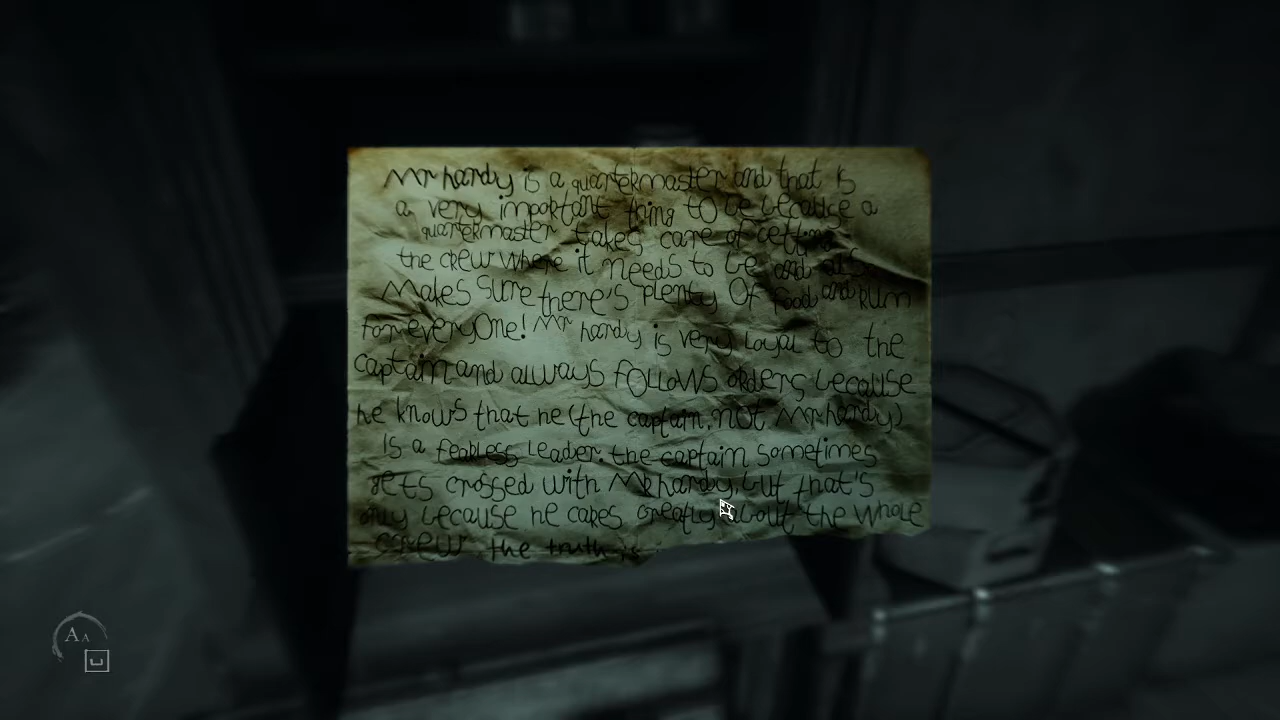 Mr hardy is a quartermaster and that is
a very important thing to be because a
quartermaster takes care of getting
the crew where it needs to be and also
makes sure there's plenty of food and rum
for everyone! Mr hardy is very loyal to the
captain and always follows orders because
he knows that he (the captain, not Mr hardy)
is a fearless leader the captain sometimes
gets crossed with Mr hardy, but that's
only because he cares greatly about the whole
crew the truth is
AA